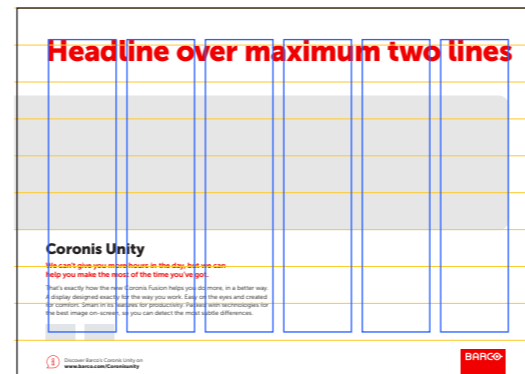 Headline over maximum two lines
Coronis Unity
We can't give you more hours in the day, but we can
help you make the most of the time you've got.
That's exactly how the new Coronis Fusion helps you do more, in a better way.
A display designed exactly for the way you work. Easy on the eyes and created
for comfort. Smart in its features for productivity. Packed with technologies for
the best image on-screen, so you can detect the most subtle differences.
Discover Barco's Coronis Unity on
www.barco.com/Coronisunity
BARCO